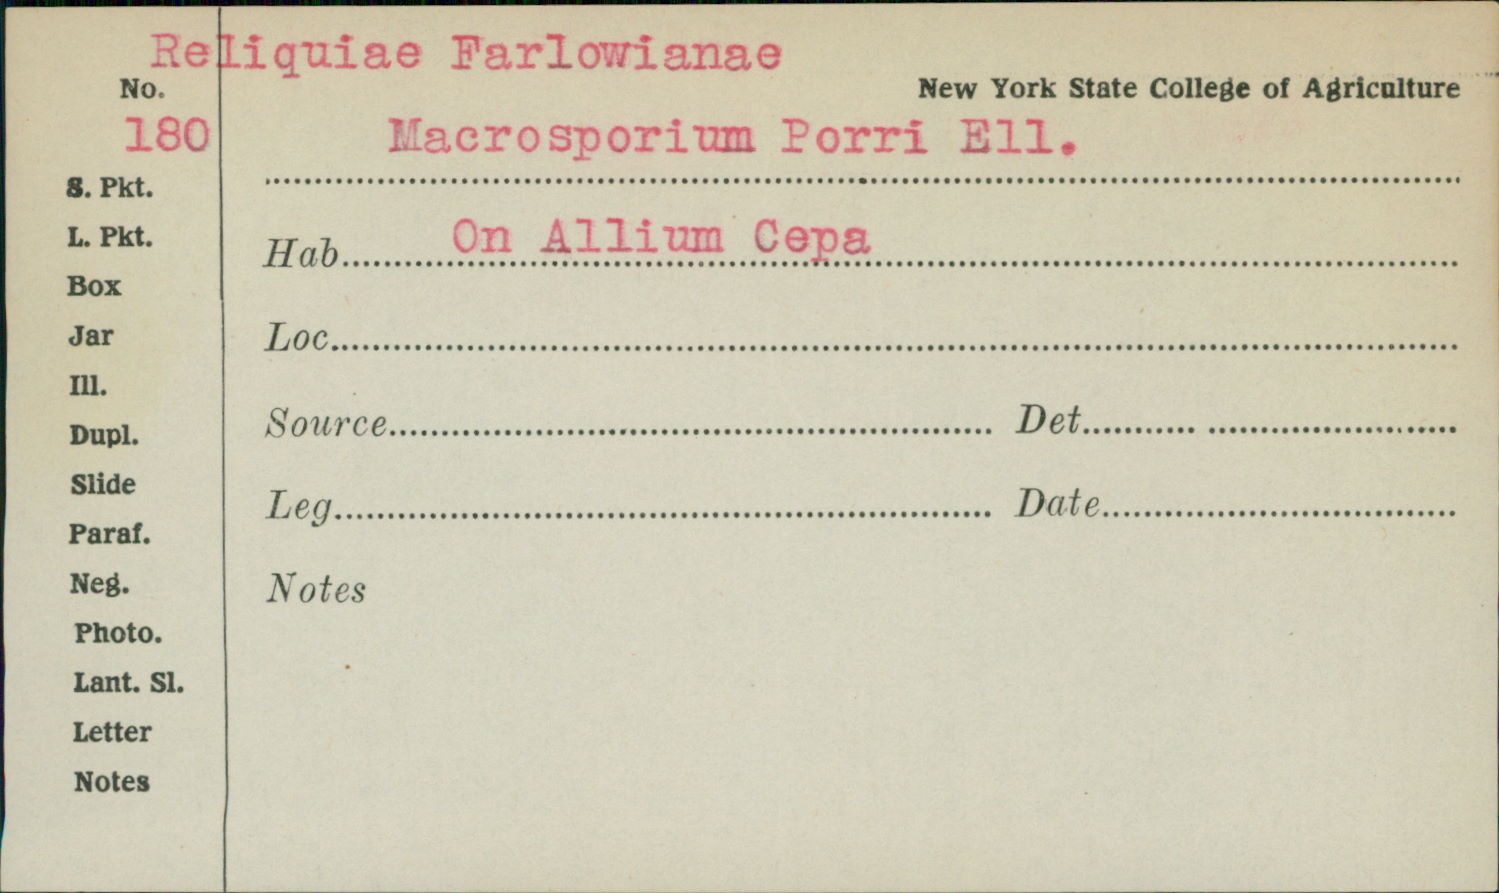 Reliquiae Farlowianae
No.
New York State College of Agriculture
180
Macrosporium Porri Ell.
S. Pkt.
L. Pkt.
Hab. On Allium Cepa
Box
Jar
Loc.
Ill.
Dupl.
Source
Det.
Slide
Leg.
Date
Paraf.
Neg.
Notes
Photo.
Lant. Sl.
Letter
Notes